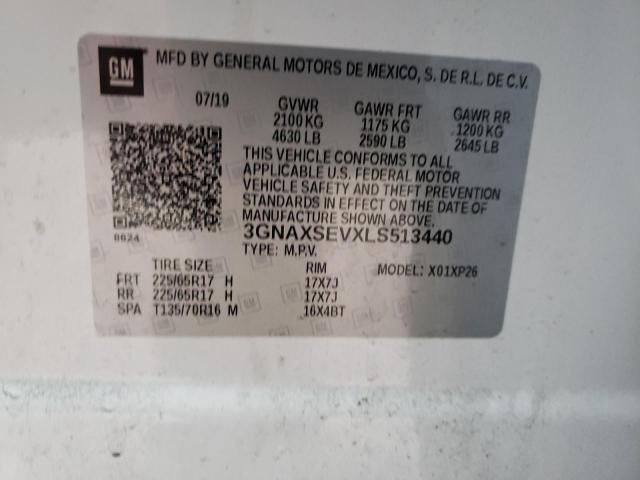 GM
MFD BY GENERAL MOTORS DE MEXICO, S. DE R.L. DE C.V.
07/19 GVWR GAWR FRT GAWR RR
2100 KG 1175 KG 1200 KG
4630 LB 2590 LB 2645 LB
THIS VEHICLE CONFORMS TO ALL
APPLICABLE U.S. FEDERAL MOTOR
VEHICLE SAFETY AND THEFT PREVENTION
STANDARDS IN EFFECT ON THE DATE OF
MANUFACTURE SHOWN ABOVE.
8624 3GNAXSEVXLS513440
TYPE: M.P.V.
TIRE SIZE RIM MODEL: X01XP26
FRT 225/65R17 H 17X7J
RR 225/65R17 H 17X7J
SPA T135/70R16 M 16X4BT